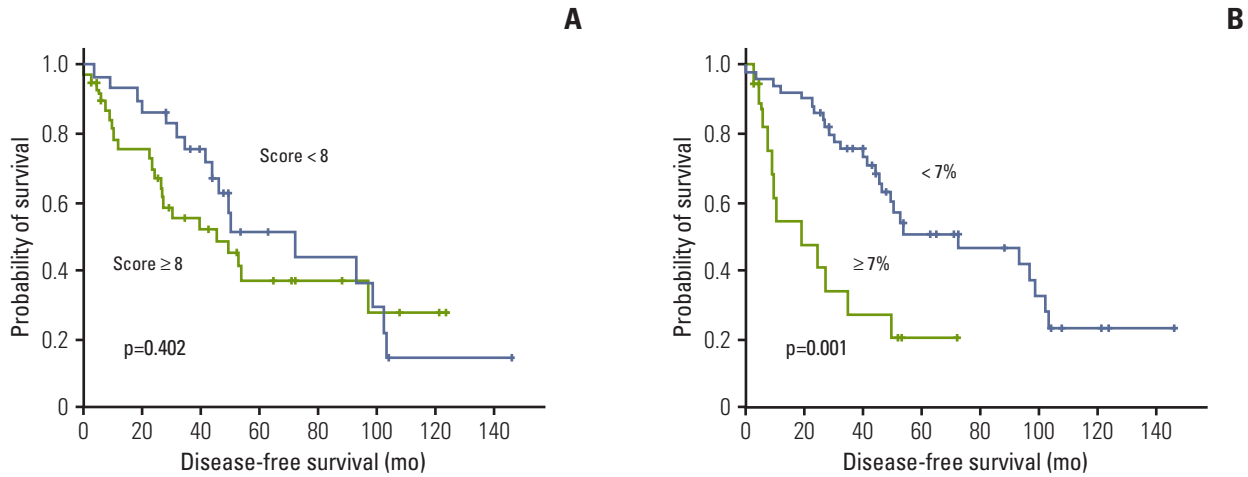 A
Probability of survival
1.0
0.8
0.6
0.4
0.2
0
Score < 8
Score ≥ 8
p=0.402
0 20 40 60 80 100 120 140
Disease-free survival (mo)
B
Probability of survival
1.0
0.8
0.6
0.4
0.2
0
< 7%
≥ 7%
p=0.001
0 20 40 60 80 100 120 140
Disease-free survival (mo)